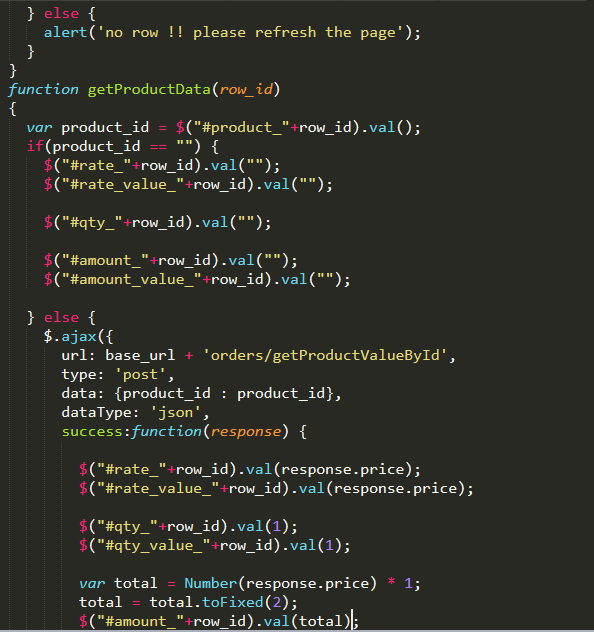 } else {
alert('no row !! please refresh the page');
}
}
function getProductData(row_id)
{
var product_id = $("#product_"+row_id).val();
if(product_id == "") {
$("#rate_"+row_id).val("");
$("#rate_value_"+row_id).val("");
$("#qty_"+row_id).val("");
$("#amount_"+row_id).val("");
$("#amount_value_"+row_id).val("");
} else {
$.ajax({
url: base_url + 'orders/getProductValueById',
type: 'post',
data: {product_id : product_id},
dataType: 'json',
success:function(response) {
$("#rate_"+row_id).val(response.price);
$("#rate_value_"+row_id).val(response.price);
$("#qty_"+row_id).val(1);
$("#qty_value_"+row_id).val(1);
var total = Number(response.price) * 1;
total = total.toFixed(2);
$("#amount_"+row_id).val(total);